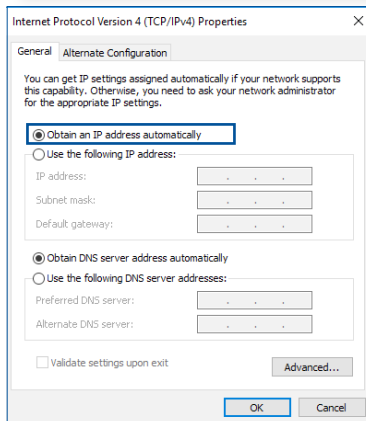 Internet Protocol Version 4 (TCP/IPv4) Properties
General Alternate Configuration
You can get IP settings assigned automatically if your network supports
this capability. Otherwise, you need to ask your network administrator
for the appropriate IP settings.
Obtain an IP address automatically
Use the following IP address:
IP address:
Subnet mask:
Default gateway:
Obtain DNS server address automatically
Use the following DNS server addresses:
Preferred DNS server:
Alternate DNS server:
Validate settings upon exit
Advanced...
OK Cancel